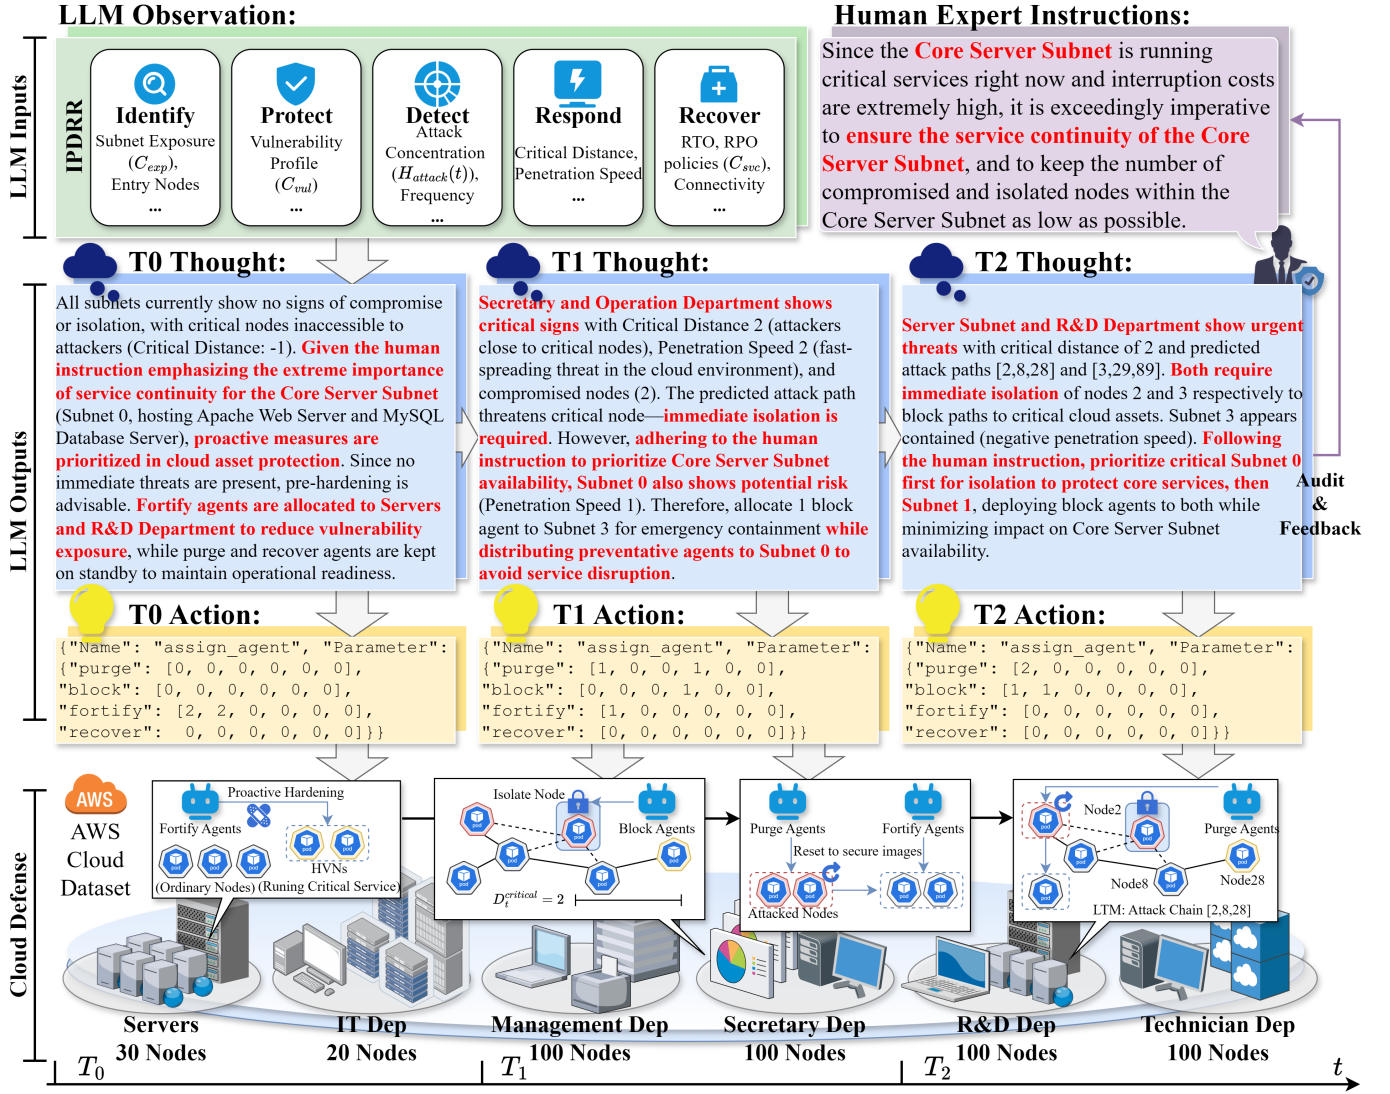 LLM Observation:
Human Expert Instructions:
LLM Inputs
IPDRR
Identify
Subnet Exposure
(C_exp),
Entry Nodes
...
Protect
Vulnerability
Profile
(C_vul)
...
Detect
Attack
Concentration
(H_attack(t)),
Frequency
...
Respond
Critical Distance,
Penetration Speed
...
Recover
RTO, RPO
policies (C_svc),
Connectivity
...
Since the Core Server Subnet is running
critical services right now and interruption costs
are extremely high, it is exceedingly imperative
to ensure the service continuity of the Core
Server Subnet, and to keep the number of
compromised and isolated nodes within the
Core Server Subnet as low as possible.
LLM Outputs
T0 Thought:
All subnets currently show no signs of compromise
or isolation, with critical nodes inaccessible to
attackers (Critical Distance: -1). Given the human
instruction emphasizing the extreme importance
of service continuity for the Core Server Subnet
(Subnet 0, hosting Apache Web Server and MySQL
Database Server), proactive measures are
prioritized in cloud asset protection. Since no
immediate threats are present, pre-hardening is
advisable. Fortify agents are allocated to Servers
and R&D Department to reduce vulnerability
exposure, while purge and recover agents are kept
on standby to maintain operational readiness.
T1 Thought:
Secretary and Operation Department shows
critical signs with Critical Distance 2 (attackers
close to critical nodes), Penetration Speed 2 (fast-
spreading threat in the cloud environment), and
compromised nodes (2). The predicted attack path
threatens critical node—immediate isolation is
required. However, adhering to the human
instruction to prioritize Core Server Subnet
availability, Subnet 0 also shows potential risk
(Penetration Speed 1). Therefore, allocate 1 block
agent to Subnet 3 for emergency containment while
distributing preventative agents to Subnet 0 to
avoid service disruption.
T2 Thought:
Server Subnet and R&D Department show urgent
threats with critical distance of 2 and predicted
attack paths [2,8,28] and [3,29,89]. Both require
immediate isolation of nodes 2 and 3 respectively to
block paths to critical cloud assets. Subnet 3 appears
contained (negative penetration speed). Following
the human instruction, prioritize critical Subnet 0
first for isolation to protect core services, then
Subnet 1, deploying block agents to both while
minimizing impact on Core Server Subnet
availability.
Audit
&
Feedback
T0 Action:
{"Name": "assign_agent", "Parameter":
{"purge": [0, 0, 0, 0, 0, 0],
"block": [0, 0, 0, 0, 0, 0],
"fortify": [2, 2, 0, 0, 0, 0],
"recover": 0, 0, 0, 0, 0, 0]}}
T1 Action:
{"Name": "assign_agent", "Parameter":
{"purge": [1, 0, 0, 1, 0, 0],
"block": [0, 0, 0, 1, 0, 0],
"fortify": [1, 0, 0, 0, 0, 0],
"recover": [0, 0, 0, 0, 0, 0]}}
T2 Action:
{"Name": "assign_agent", "Parameter":
{"purge": [2, 0, 0, 0, 0, 0],
"block": [1, 1, 0, 0, 0, 0],
"fortify": [0, 0, 0, 0, 0, 0],
"recover": [0, 0, 0, 0, 0, 0]}}
Cloud Defense
AWS
AWS
Cloud
Dataset
Proactive Hardening
Fortify Agents
pod pod pod
pod pod
HVNs
(Ordinary Nodes) (Runing Critical Service)
Isolate Node
Block Agents
pod pod pod pod pod pod
D_t^critical = 2
Purge Agents
Fortify Agents
Reset to secure images
pod pod pod pod
Attacked Nodes
Node2
Purge Agents
pod pod pod pod pod pod
Node8
Node28
LTM: Attack Chain [2,8,28]
Servers
30 Nodes
IT Dep
20 Nodes
Management Dep
100 Nodes
Secretary Dep
100 Nodes
R&D Dep
100 Nodes
Technician Dep
100 Nodes
T_0
T_1
T_2
t